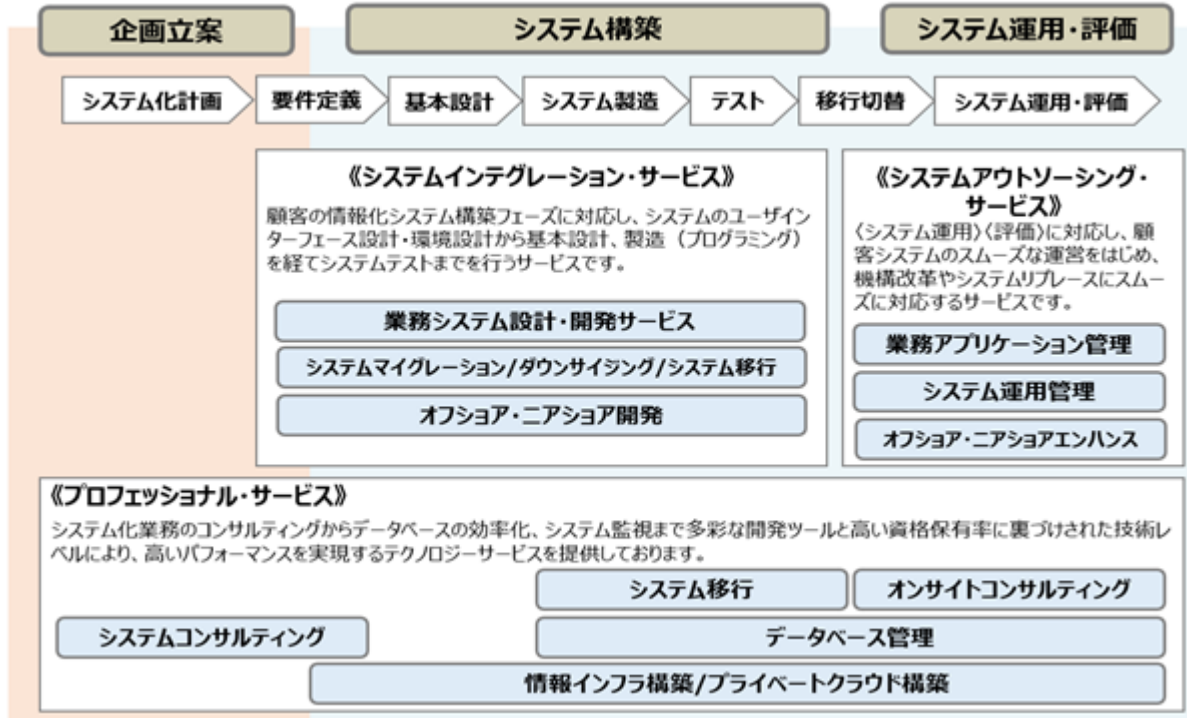 企画立案
システム構築
システム運用・評価
システム化計画
要件定義
基本設計
システム製造
テスト
移行切替
システム運用・評価
《システムインテグレーション・サービス》
顧客の情報化システム構築フェーズに対応し、システムのユーザイン
ターフェース設計・環境設計から基本設計、製造（プログラミング）
を経てシステムテストまでを行うサービスです。
業務システム設計・開発サービス
システムマイグレーション/ダウンサイジング/システム移行
オフショア・ニアショア開発
《システムアウトソーシング・
サービス》
〈システム運用〉〈評価〉に対応し、顧
客システムのスムーズな運営をはじめ、
機構改革やシステムリプレースにスムー
ズに対応するサービスです。
業務アプリケーション管理
システム運用管理
オフショア・ニアショアエンハンス
《プロフェッショナル・サービス》
システム化業務のコンサルティングからデータベースの効率化、システム監視まで多彩な開発ツールと高い資格保有率に裏づけされた技術レ
ベルにより、高いパフォーマンスを実現するテクノロジーサービスを提供しております。
システム移行
オンサイトコンサルティング
システムコンサルティング
データベース管理
情報インフラ構築/プライベートクラウド構築